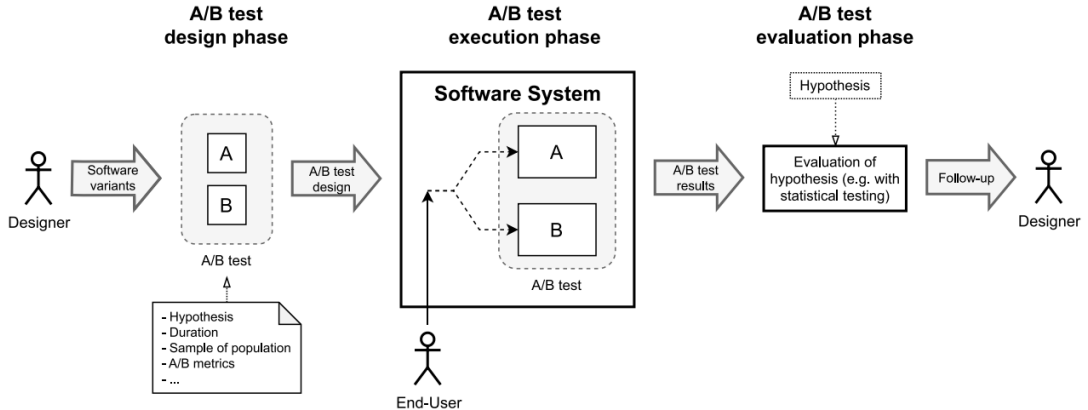 A/B test
design phase
A/B test
execution phase
A/B test
evaluation phase
Designer
Software
variants
A
B
A/B test
- Hypothesis
- Duration
- Sample of population
- A/B metrics
- ...
A/B test
design
Software System
A
B
A/B test
End-User
A/B test
results
Hypothesis
Evaluation of
hypothesis (e.g. with
statistical testing)
Follow-up
Designer